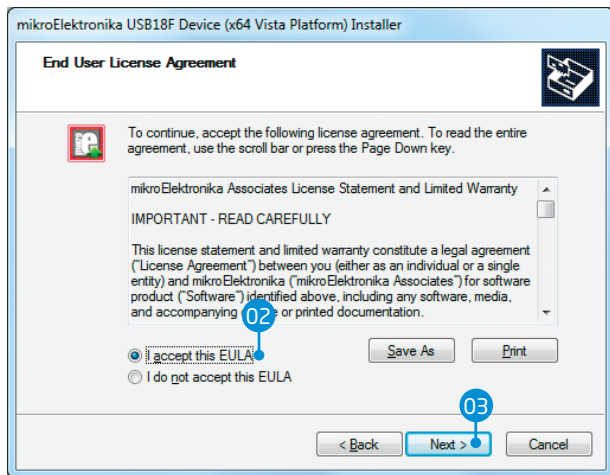 mikroElektronika USB18F Device (x64 Vista Platform) Installer
End User License Agreement
To continue, accept the following license agreement. To read the entire
agreement, use the scroll bar or press the Page Down key.
mikroElektronika Associates License Statement and Limited Warranty
IMPORTANT - READ CAREFULLY
This license statement and limited warranty constitute a legal agreement
("License Agreement") between you (either as an individual or a single
entity) and mikroElektronika ("mikroElektronika Associates") for software
product ("Software") identified above, including any software, media,
and accompanying or printed documentation.
02
I accept this EULA
Save As
Print
I do not accept this EULA
03
< Back
Next >
Cancel